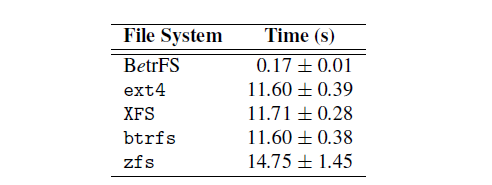 File System Time (s)
BetrFS 0.17 ± 0.01
ext4 11.60 ± 0.39
XFS 11.71 ± 0.28
btrfs 11.60 ± 0.38
zfs 14.75 ± 1.45